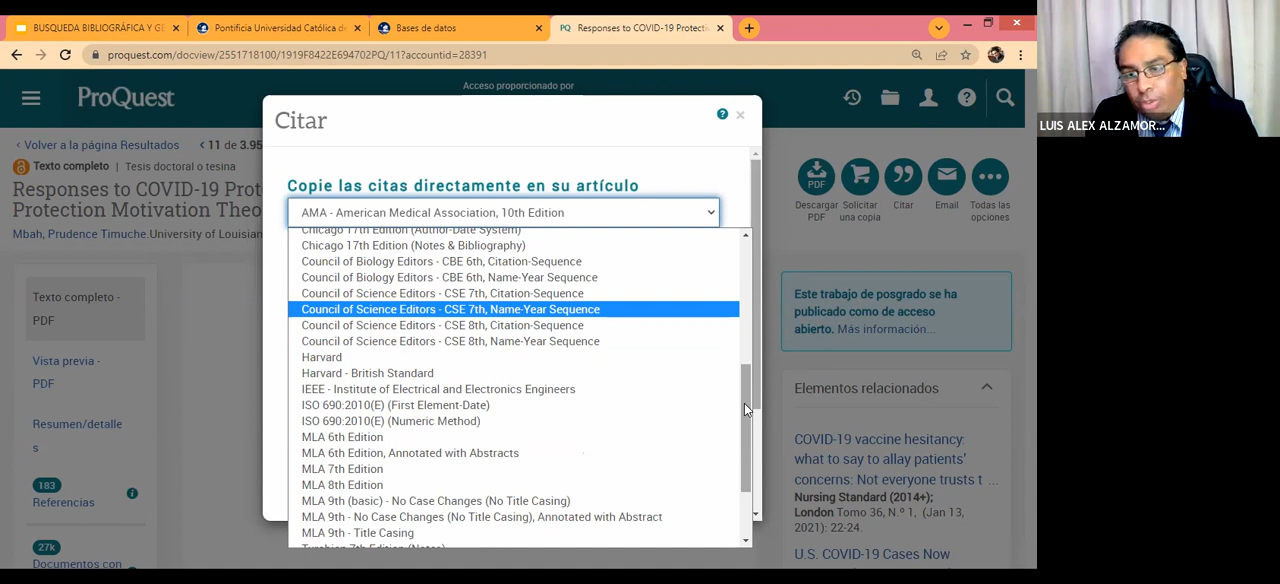 BUSQUEDA BIBLIOGRÁFICA Y GE
Pontificia Universidad Católica de
Bases de datos
PQ Responses to COVID-19 Protecti
proquest.com/docview/2551718100/1919F8422E694702PQ/11?accountid=28391
ProQuest
Acceso proporcionado por
Volver a la página Resultados
11 de 3.95
Texto completo
Tesis doctoral o tesina
Responses to COVID-19 Prot
Protection Motivation Theo
Mbah, Prudence Timuche. University of Louisian
Texto completo -
PDF
Vista previa -
PDF
Resumen/detalle
s
183
Referencias
27k
Documentos con
Citar
Copie las citas directamente en su artículo
AMA - American Medical Association, 10th Edition
Chicago 17th Edition (Author-Date System)
Chicago 17th Edition (Notes & Bibliography)
Council of Biology Editors - CBE 6th, Citation-Sequence
Council of Biology Editors - CBE 6th, Name-Year Sequence
Council of Science Editors - CSE 7th, Citation-Sequence
Council of Science Editors - CSE 7th, Name-Year Sequence
Council of Science Editors - CSE 8th, Citation-Sequence
Council of Science Editors - CSE 8th, Name-Year Sequence
Harvard
Harvard - British Standard
IEEE - Institute of Electrical and Electronics Engineers
ISO 690:2010(E) (First Element-Date)
ISO 690:2010(E) (Numeric Method)
MLA 6th Edition
MLA 6th Edition, Annotated with Abstracts
MLA 7th Edition
MLA 8th Edition
MLA 9th (basic) - No Case Changes (No Title Casing)
MLA 9th - No Case Changes (No Title Casing), Annotated with Abstract
MLA 9th - Title Casing
Turabian 7th Edition (Notes)
PDF
Descargar
PDF
Solicitar
una copia
Citar
Email
Todas las
opciones
Este trabajo de posgrado se ha
publicado como de acceso
abierto. Más información...
Elementos relacionados
COVID-19 vaccine hesitancy:
what to say to allay patients'
concerns: Not everyone trusts t ...
Nursing Standard (2014+);
London Tomo 36, N.º 1, (Jan 13,
2021): 22-24.
U.S. COVID-19 Cases Now
LUIS ALEX ALZAMOR...